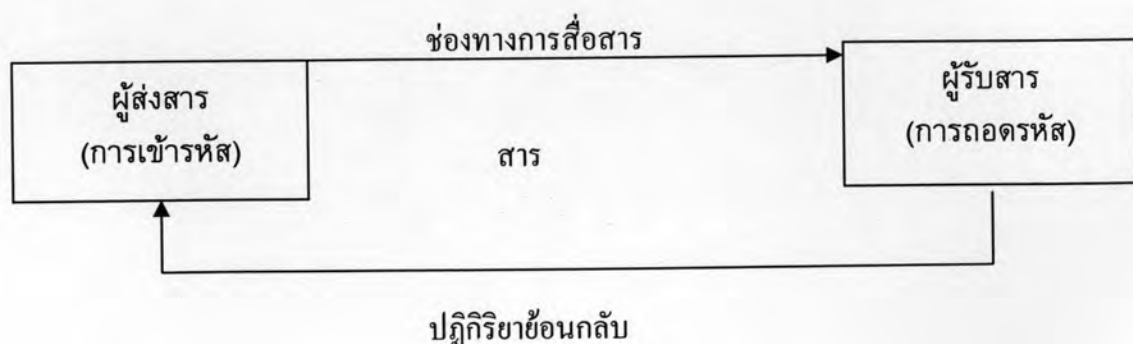 ช่องทางการสื่อสาร
ผู้ส่งสาร
(การเข้ารหัส)
สาร
ผู้รับสาร
(การถอดรหัส)
ปฏิกิริยาย้อนกลับ